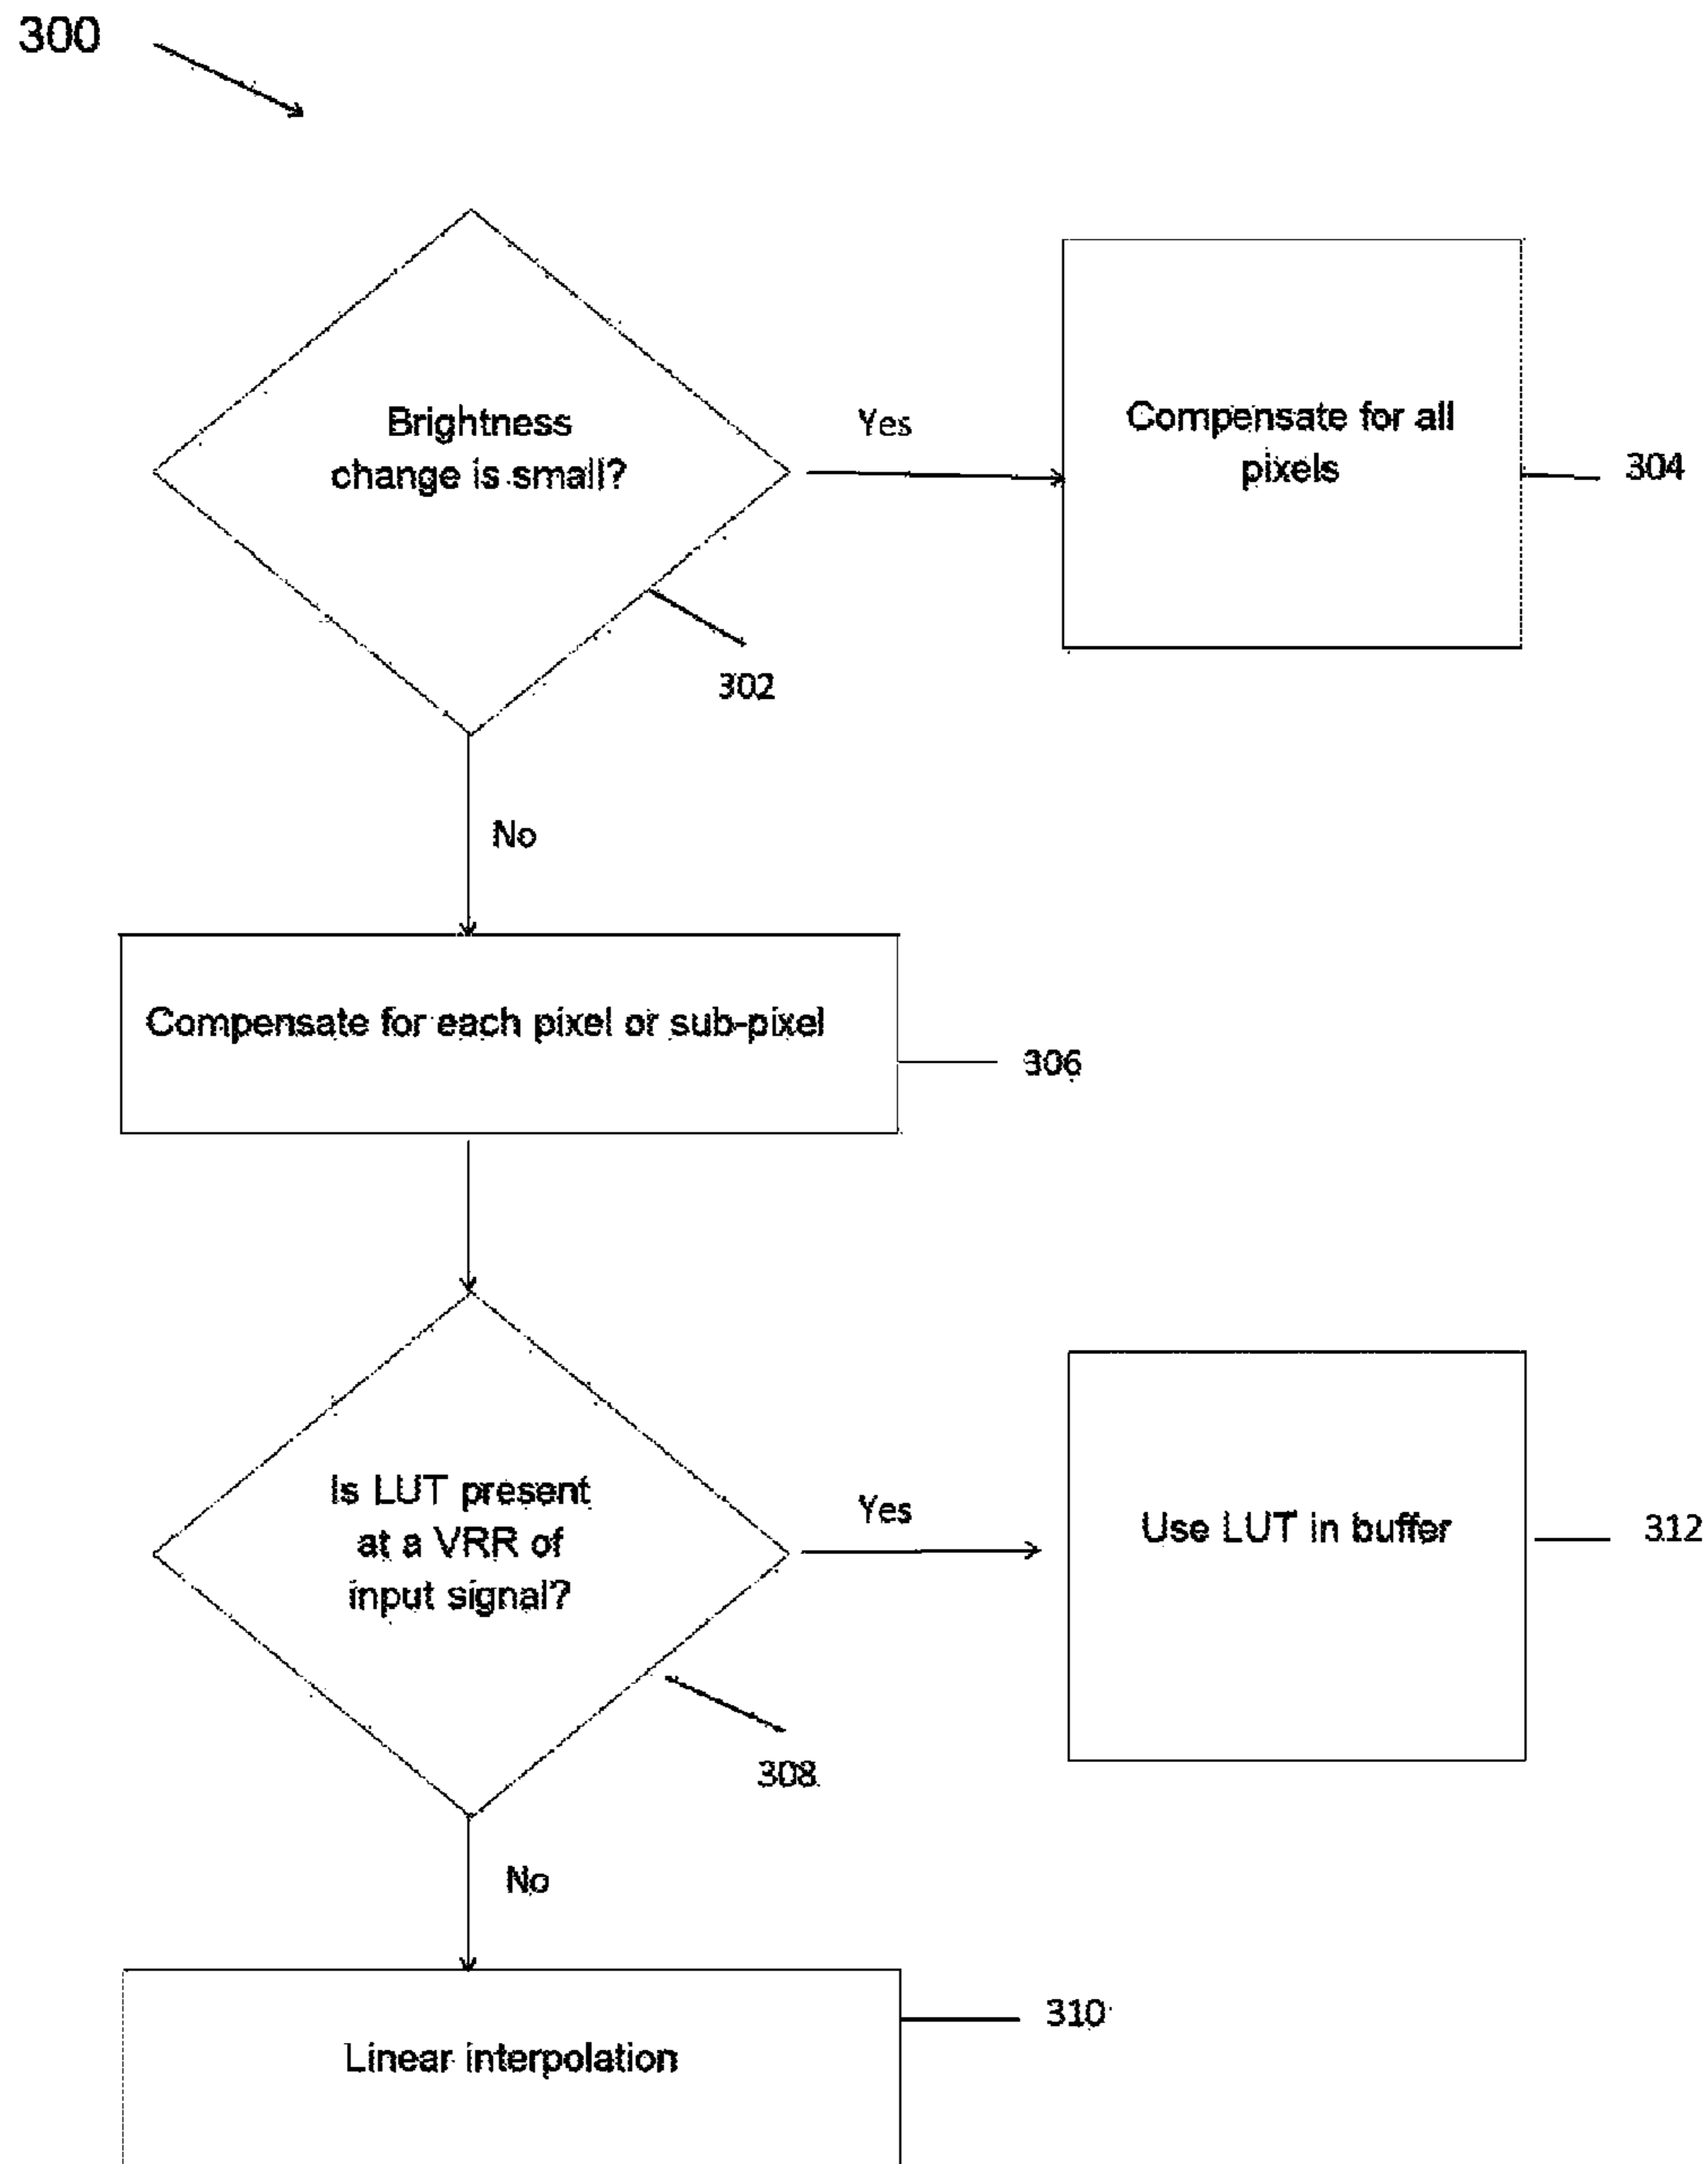 300
Brightness
change is small?
Yes
Compensate for all
pixels
304
302
No
Compensate for each pixel or sub-pixel
306
Is LUT present
at a VRR of
input signal?
Yes
Use LUT in buffer
312
308
No
310
Linear interpolation